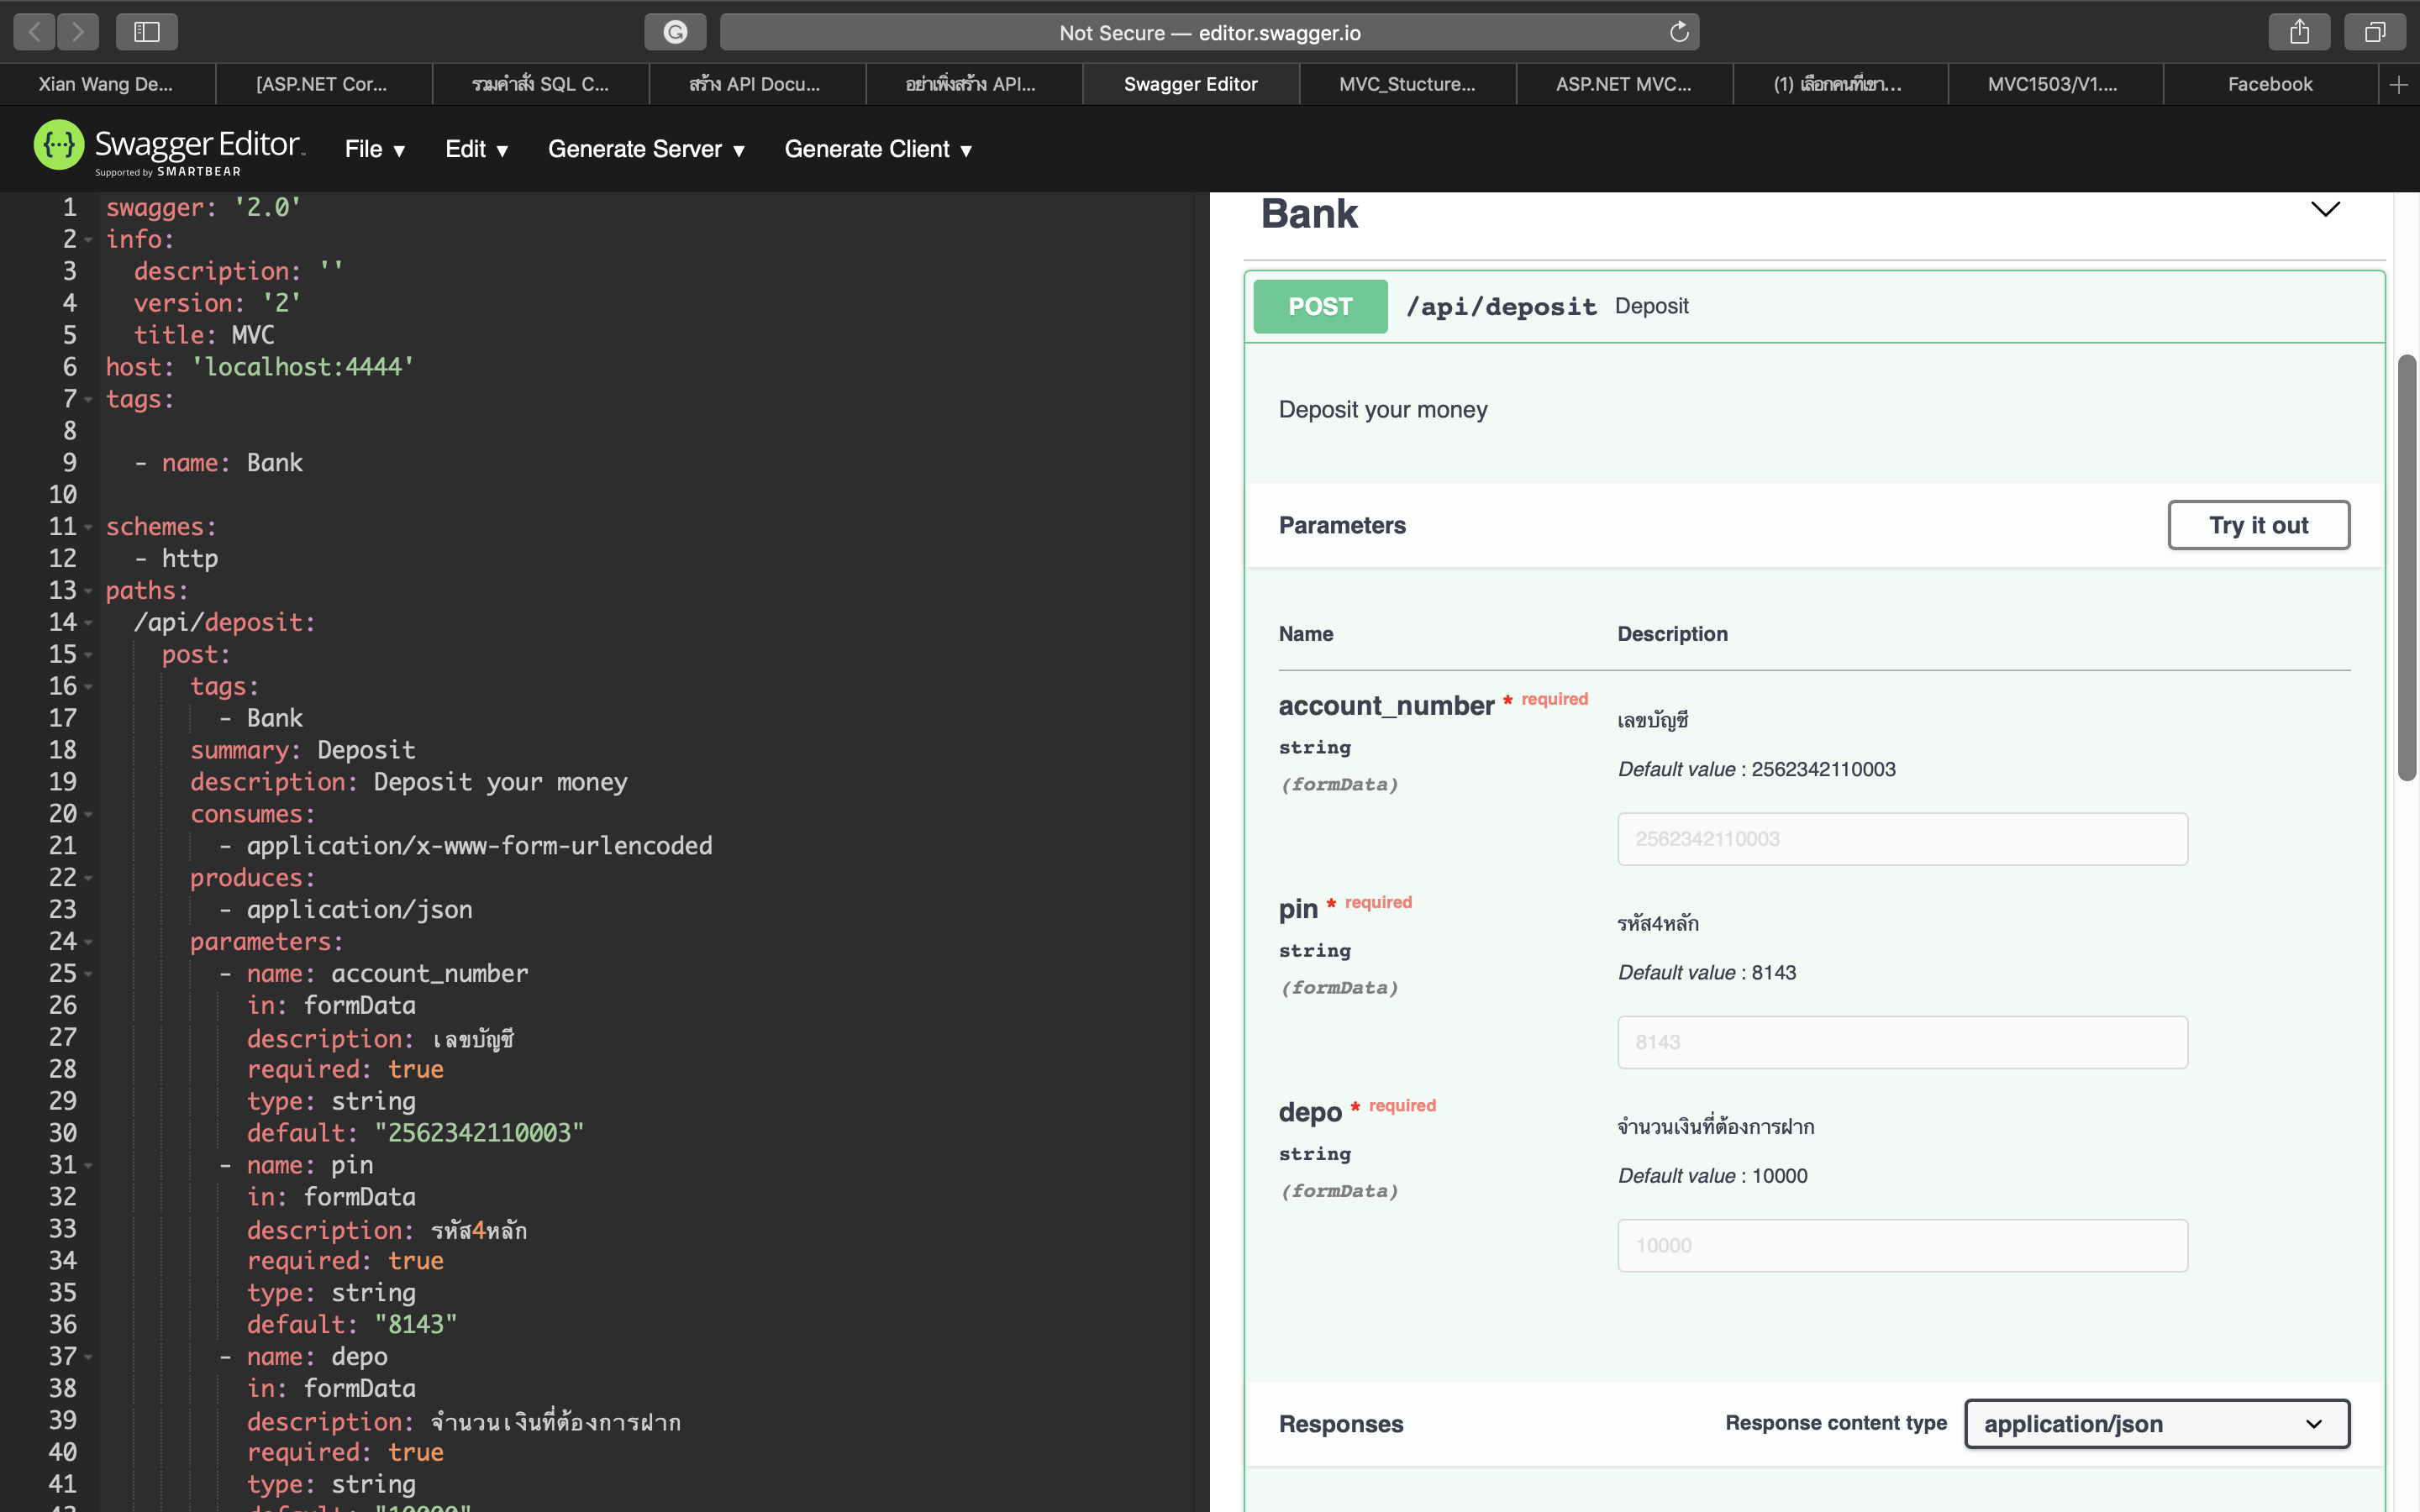 Not Secure — editor.swagger.io
Xian Wang De...
[ASP.NET Cor...
รวมคำสั่ง SQL C...
สร้าง API Docu...
อย่าเพิ่งสร้าง API...
Swagger Editor
MVC_Stucture...
ASP.NET MVC...
(1) เลือกคนที่เขา...
MVC1503/V1....
Facebook
Swagger Editor
Supported by SMARTBEAR
File ▾
Edit ▾
Generate Server ▾
Generate Client ▾
1 swagger: '2.0'
2 info:
3 description: ''
4 version: '2'
5 title: MVC
6 host: 'localhost:4444'
7 tags:
8
9 - name: Bank
10
11 schemes:
12 - http
13 paths:
14 /api/deposit:
15 post:
16 tags:
17 - Bank
18 summary: Deposit
19 description: Deposit your money
20 consumes:
21 - application/x-www-form-urlencoded
22 produces:
23 - application/json
24 parameters:
25 - name: account_number
26 in: formData
27 description: เลขบัญชี
28 required: true
29 type: string
30 default: "2562342110003"
31 - name: pin
32 in: formData
33 description: รหัส4หลัก
34 required: true
35 type: string
36 default: "8143"
37 - name: depo
38 in: formData
39 description: จำนวนเงินที่ต้องการฝาก
40 required: true
41 type: string
42 default: "10000"
Bank
POST /api/deposit Deposit
Deposit your money
Parameters
Try it out
Name Description
account_number * required
string
(formData)
เลขบัญชี
Default value : 2562342110003
2562342110003
pin * required
string
(formData)
รหัส4หลัก
Default value : 8143
8143
depo * required
string
(formData)
จำนวนเงินที่ต้องการฝาก
Default value : 10000
10000
Responses
Response content type
application/json